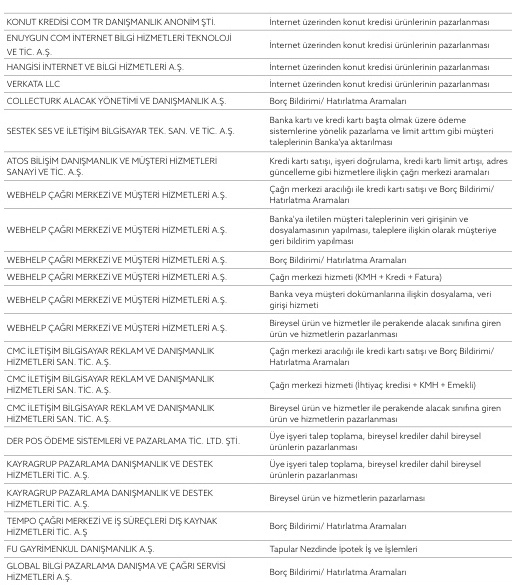 KONUT KREDİSİ COM TR DANIŞMANLIK ANONİM ŞTİ.
İnternet üzerinden konut kredisi ürünlerinin pazarlanması
ENUYGUN COM İNTERNET BİLGİ HİZMETLERİ TEKNOLOJİ
VE TİC. A.Ş.
İnternet üzerinden konut kredisi ürünlerinin pazarlanması
HANGİSİ İNTERNET VE BİLGİ HİZMETLERİ A.Ş.
İnternet üzerinden konut kredisi ürünlerinin pazarlanması
VERKATA LLC
İnternet üzerinden konut kredisi ürünlerinin pazarlanması
COLLECTURK ALACAK YÖNETİMİ VE DANIŞMANLIK A.Ş.
Borç Bildirimi/ Hatırlatma Aramaları
SESTEK SES VE İLETİŞİM BİLGİSAYAR TEK. SAN. VE TİC. A.Ş.
Banka kartı ve kredi kartı başta olmak üzere ödeme
sistemlerine yönelik pazarlama ve limit arttım gibi müşteri
taleplerinin Banka'ya aktarılması
ATOS BİLİŞİM DANIŞMANLIK VE MÜŞTERİ HİZMETLERİ
SANAYİ VE TİC. A.Ş.
Kredi kartı satışı, işyeri doğrulama, kredi kartı limit artışı, adres
güncelleme gibi hizmetlere ilişkin çağrı merkezi aramaları
WEBHELP ÇAĞRI MERKEZİ VE MÜŞTERİ HİZMETLERİ A.Ş.
Çağrı merkezi aracılığı ile kredi kartı satışı ve Borç Bildirimi/
Hatırlatma Aramaları
WEBHELP ÇAĞRI MERKEZİ VE MÜŞTERİ HİZMETLERİ A.Ş.
Banka'ya iletilen müşteri taleplerinin veri girişinin ve
dosyalamasının yapılması, taleplere ilişkin olarak müşteriye
geri bildirim yapılması
WEBHELP ÇAĞRI MERKEZİ VE MÜŞTERİ HİZMETLERİ A.Ş.
Borç Bildirimi/ Hatırlatma Aramaları
WEBHELP ÇAĞRI MERKEZİ VE MÜŞTERİ HİZMETLERİ A.Ş.
Çağrı merkezi hizmeti (KMH + Kredi + Fatura)
WEBHELP ÇAĞRI MERKEZİ VE MÜŞTERİ HİZMETLERİ A.Ş.
Banka veya müşteri dokümanlarına ilişkin dosyalama, veri
girişi hizmeti
WEBHELP ÇAĞRI MERKEZİ VE MÜŞTERİ HİZMETLERİ A.Ş.
Bireysel ürün ve hizmetler ile perakende alacak sınıfına giren
ürün ve hizmetlerin pazarlanması
CMC İLETİŞİM BİLGİSAYAR REKLAM VE DANIŞMANLIK
HİZMETLERİ SAN. TİC. A.Ş.
Çağrı merkezi aracılığı ile kredi kartı satışı ve Borç Bildirimi/
Hatırlatma Aramaları
CMC İLETİŞİM BİLGİSAYAR REKLAM VE DANIŞMANLIK
HİZMETLERİ SAN. TİC. A.Ş.
Çağrı merkezi hizmeti (İhtiyaç kredisi + KMH + Emekli)
CMC İLETİŞİM BİLGİSAYAR REKLAM VE DANIŞMANLIK
HİZMETLERİ SAN. TİC. A.Ş.
Bireysel ürün ve hizmetler ile perakende alacak sınıfına giren
ürün ve hizmetlerin pazarlanması
DER POS ÖDEME SİSTEMLERİ VE PAZARLAMA TİC. LTD. ŞTİ.
Üye işyeri talep toplama, bireysel krediler dahil bireysel
ürünlerin pazarlanması
KAYRAGRUP PAZARLAMA DANIŞMANLIK VE DESTEK
HİZMETLERİ TİC. A.Ş.
Üye işyeri talep toplama, bireysel krediler dahil bireysel
ürünlerin pazarlanması
KAYRAGRUP PAZARLAMA DANIŞMANLIK VE DESTEK
HİZMETLERİ TİC. A.Ş.
Bireysel ürün ve hizmetlerin pazarlaması
TEMPO ÇAĞRI MERKEZİ VE İŞ SÜREÇLERİ DIŞ KAYNAK
HİZMETLERİ TİC. A.Ş
Borç Bildirimi/ Hatırlatma Aramaları
FU GAYRİMENKUL DANIŞMANLIK A.Ş.
Tapular Nezdinde İpotek İş ve İşlemleri
GLOBAL BİLGİ PAZARLAMA DANIŞMA VE ÇAĞRI SERVİSİ
HİZMETLERİ A.Ş.
Borç Bildirimi/ Hatırlatma Aramaları